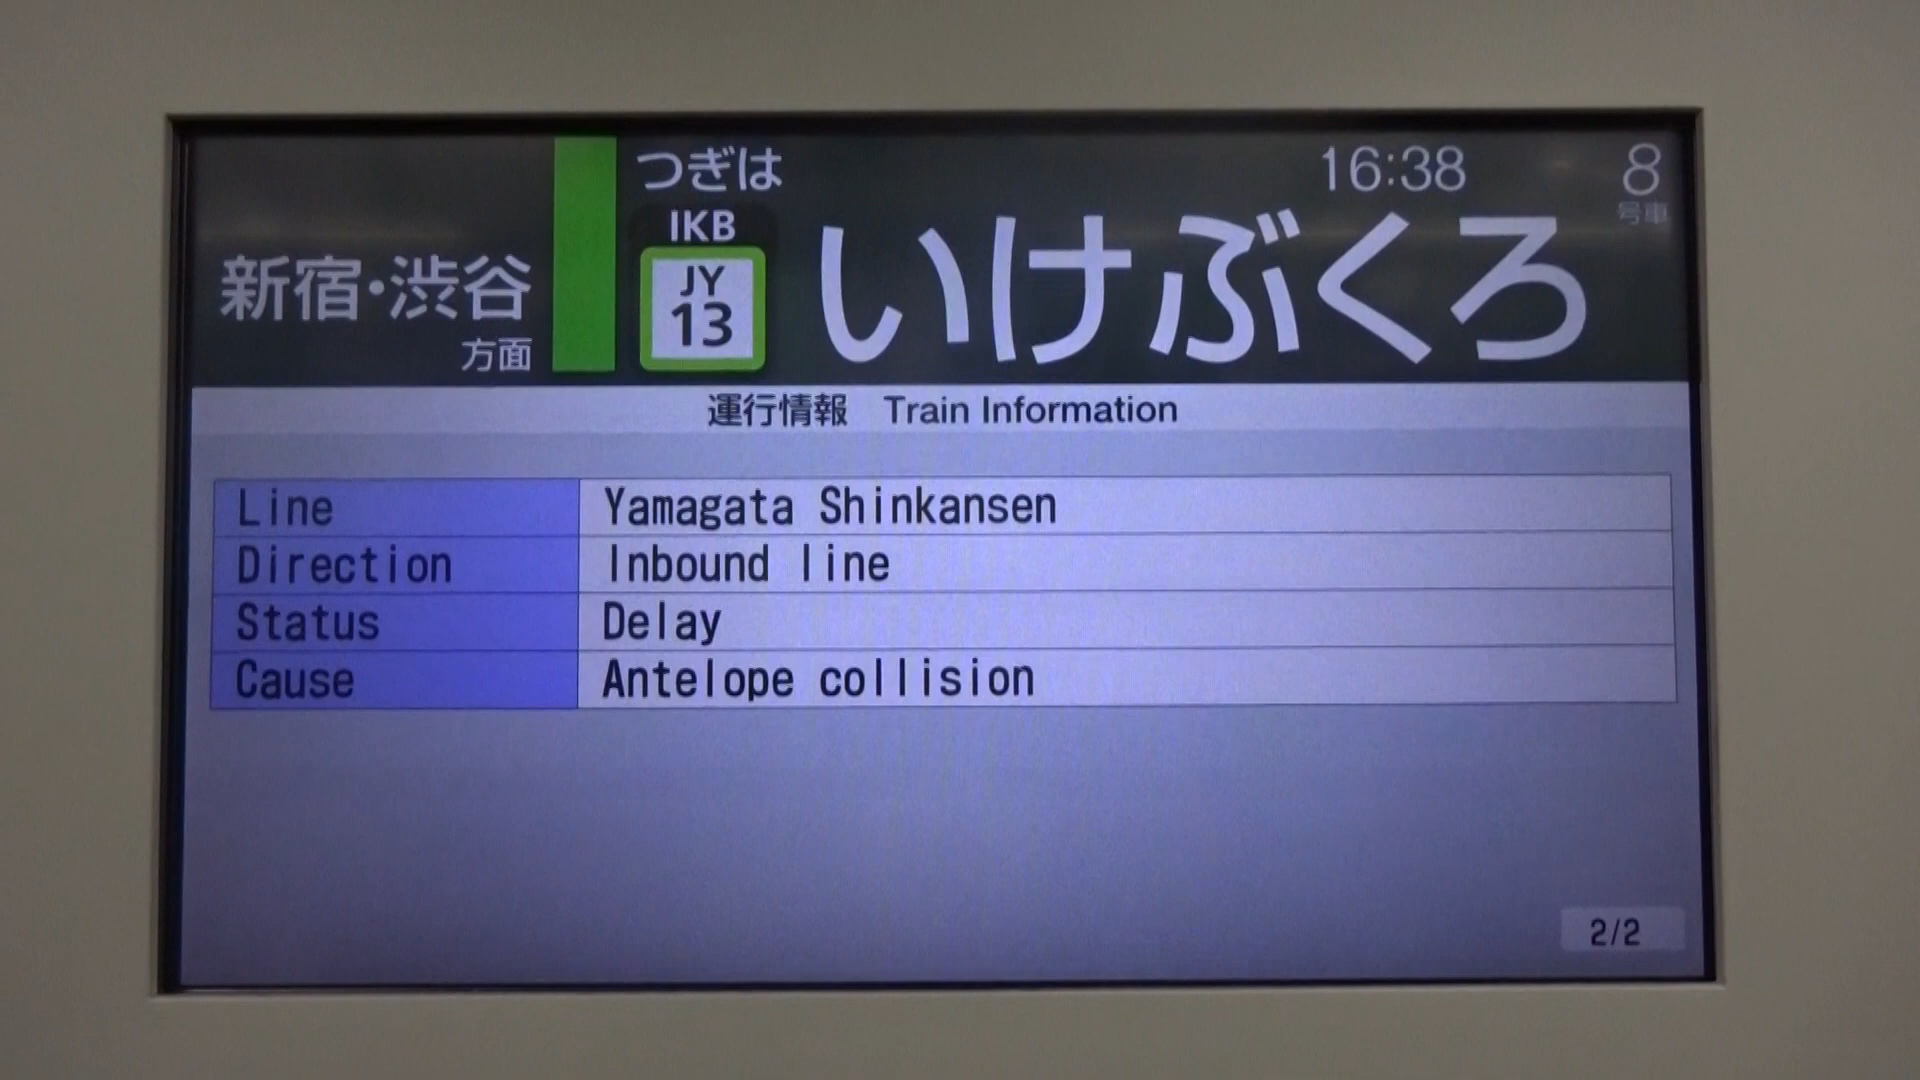 新宿・渋谷
方面
つぎは
IKB
JY
13
いけぶくろ
16:38
8
号車
運行情報 Train Information
Line Yamagata Shinkansen
Direction Inbound line
Status Delay
Cause Antelope collision
2/2